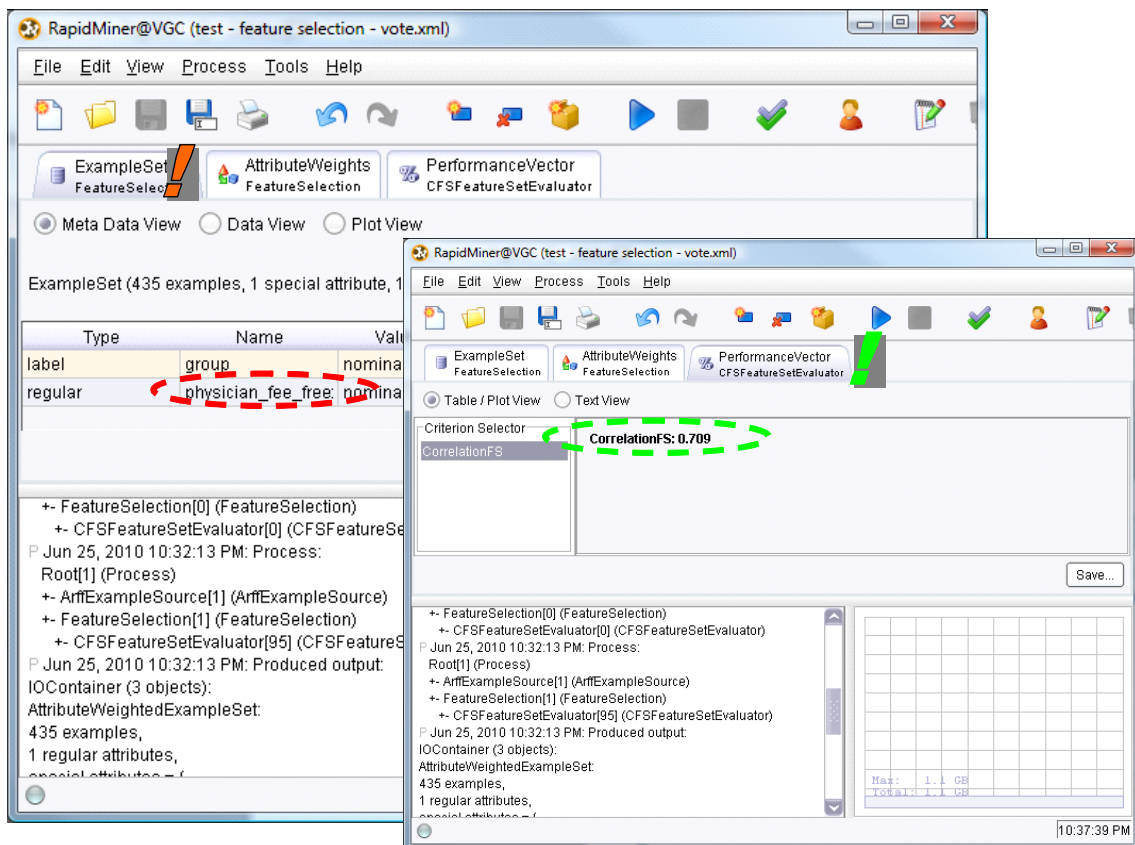 RapidMiner@VGC (test - feature selection - vote.xml)
File Edit View Process Tools Help
ExampleSet
FeatureSelec
AttributeWeights
FeatureSelection
PerformanceVector
CFSFeatureSetEvaluator
Meta Data View Data View Plot View
ExampleSet (435 examples, 1 special attribute, 1
Type Name Valu
label group nomina
regular physician_fee_freez nomina
+- FeatureSelection[0] (FeatureSelection)
+- CFSFeatureSetEvaluator[0] (CFSFeatureSe
P Jun 25, 2010 10:32:13 PM: Process:
Root[1] (Process)
+- ArffExampleSource[1] (ArffExampleSource)
+- FeatureSelection[1] (FeatureSelection)
+- CFSFeatureSetEvaluator[95] (CFSFeatureS
P Jun 25, 2010 10:32:13 PM: Produced output:
IOContainer (3 objects):
AttributeWeightedExampleSet:
435 examples,
1 regular attributes,
special attributes = {
RapidMiner@VGC (test - feature selection - vote.xml)
File Edit View Process Tools Help
ExampleSet
FeatureSelection
AttributeWeights
FeatureSelection
PerformanceVector
CFSFeatureSetEvaluator
Table / Plot View Text View
Criterion Selector
CorrelationFS
CorrelationFS: 0.709
Save...
+- FeatureSelection[0] (FeatureSelection)
+- CFSFeatureSetEvaluator[0] (CFSFeatureSetEvaluator)
P Jun 25, 2010 10:32:13 PM: Process:
Root[1] (Process)
+- ArffExampleSource[1] (ArffExampleSource)
+- FeatureSelection[1] (FeatureSelection)
+- CFSFeatureSetEvaluator[95] (CFSFeatureSetEvaluator)
P Jun 25, 2010 10:32:13 PM: Produced output:
IOContainer (3 objects):
AttributeWeightedExampleSet:
435 examples,
1 regular attributes,
special attributes = {
Max: 1.1 GB
Total: 1.1 GB
10:37:39 PM